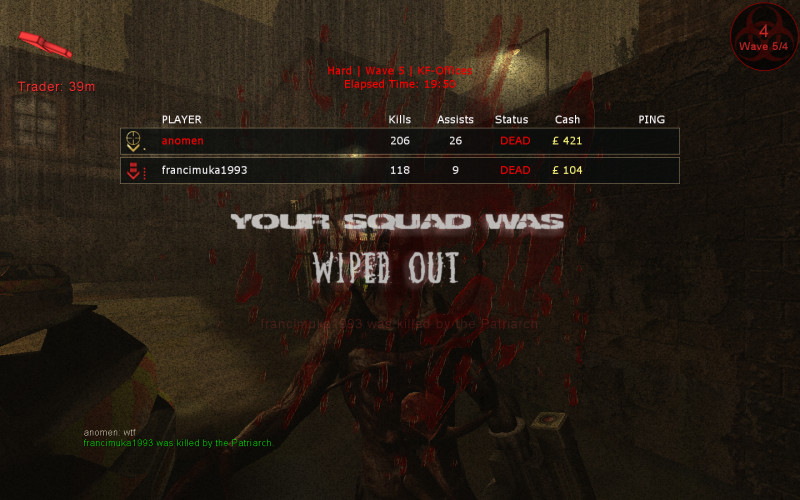 4
Wave 5/4
Trader: 39m
Hard | Wave 5 | KF-Offices
Elapsed Time: 19:50
PLAYER Kills Assists Status Cash PING
anomen 206 26 DEAD £ 421
francimuka1993 118 9 DEAD £ 104
YOUR SQUAD WAS
WIPED OUT
francimuka1993 was killed by the Patriarch
anomen: wtf
francimuka1993 was killed by the Patriarch